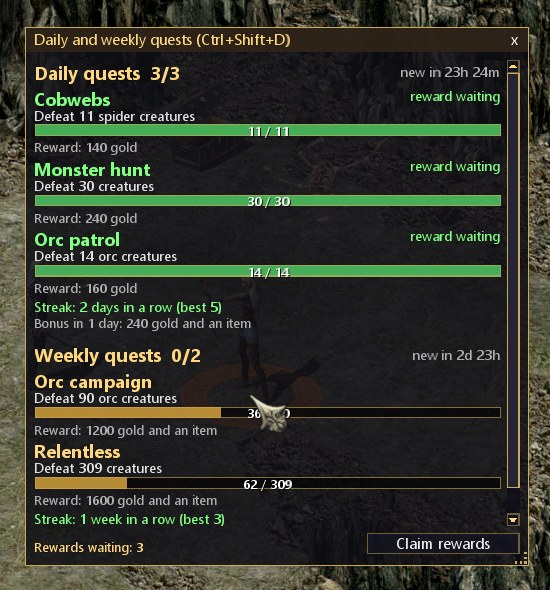 Daily and weekly quests (Ctrl+Shift+D) x
Daily quests 3/3 new in 23h 24m
Cobwebs reward waiting
Defeat 11 spider creatures
11 / 11
Reward: 140 gold
Monster hunt reward waiting
Defeat 30 creatures
30 / 30
Reward: 240 gold
Orc patrol reward waiting
Defeat 14 orc creatures
14 / 14
Reward: 160 gold
Streak: 2 days in a row (best 5)
Bonus in 1 day: 240 gold and an item
Weekly quests 0/2 new in 2d 23h
Orc campaign
Defeat 90 orc creatures
Reward: 1200 gold and an item
Relentless
Defeat 309 creatures
62 / 309
Reward: 1600 gold and an item
Streak: 1 week in a row (best 3)
Rewards waiting: 3 Claim rewards